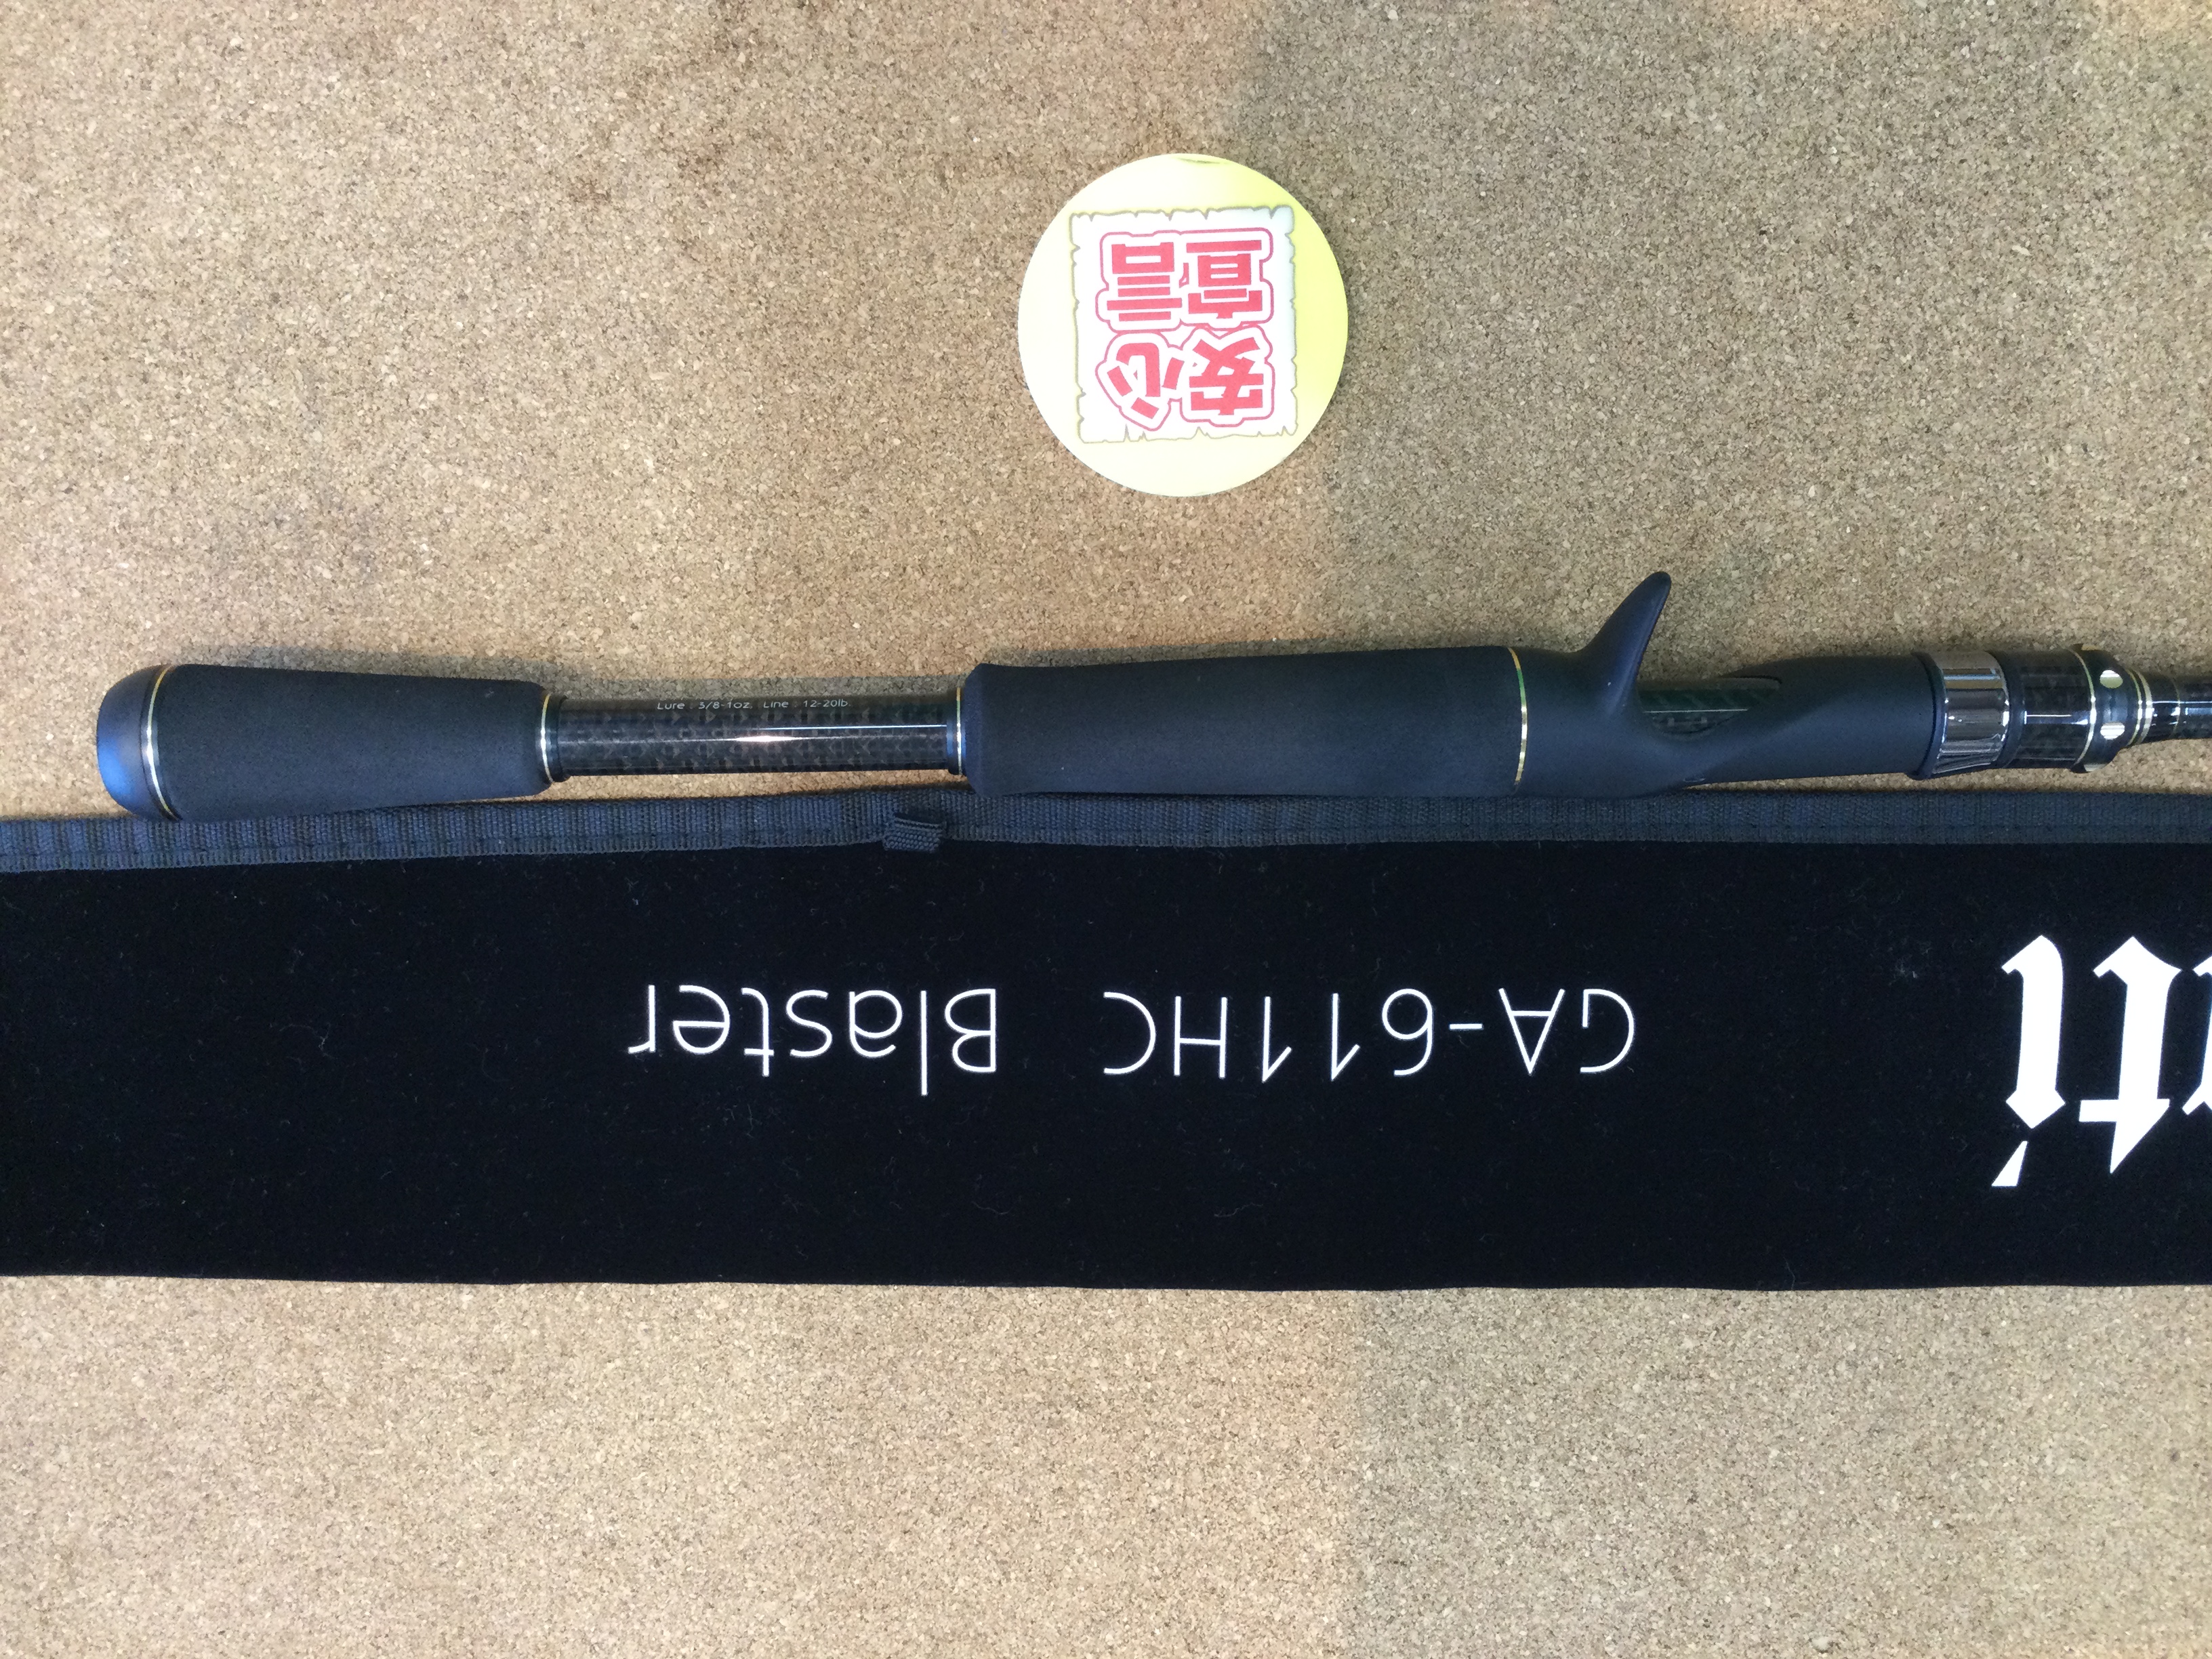 安心
宣言
Lure : 3/8-1oz. Line : 12-20lb.
GA-611HC Blaster